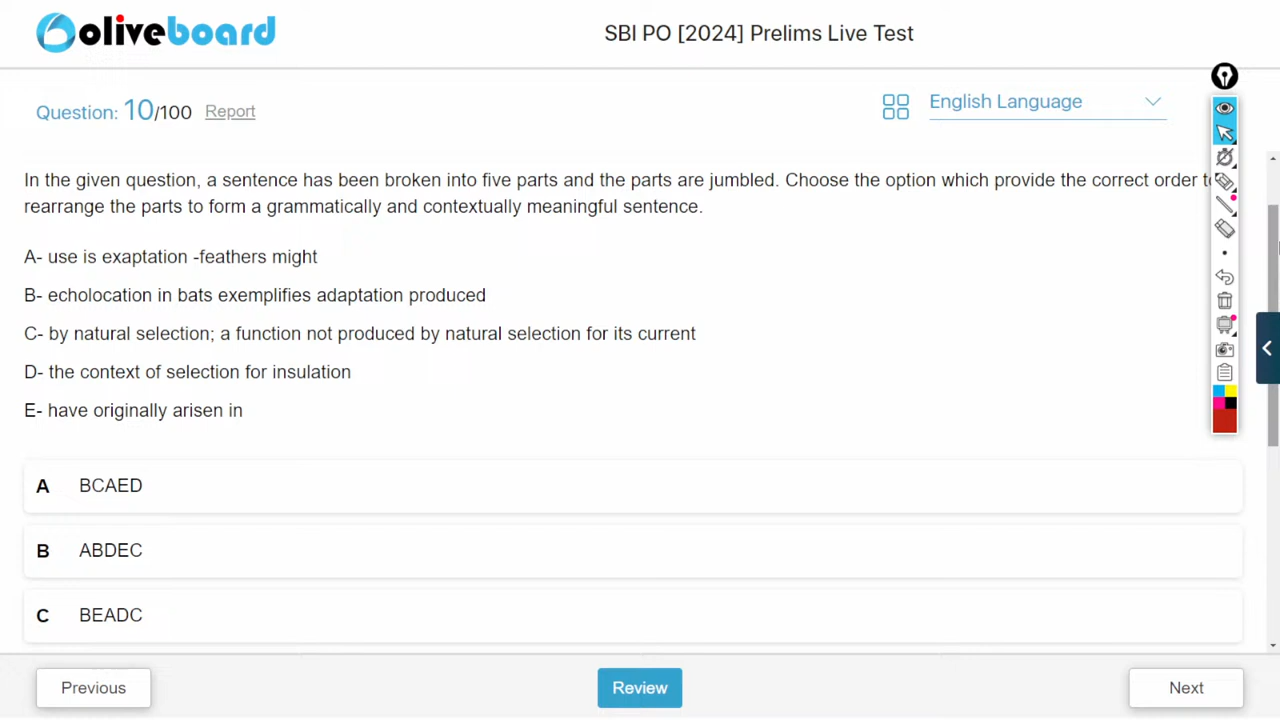 oliveboard
SBI PO [2024] Prelims Live Test
Question: 10/100 Report
English Language
In the given question, a sentence has been broken into five parts and the parts are jumbled. Choose the option which provide the correct order to
rearrange the parts to form a grammatically and contextually meaningful sentence.
A- use is exaptation -feathers might
B- echolocation in bats exemplifies adaptation produced
C- by natural selection; a function not produced by natural selection for its current
D- the context of selection for insulation
E- have originally arisen in
A BCAED
B ABDEC
C BEADC
Previous
Review
Next